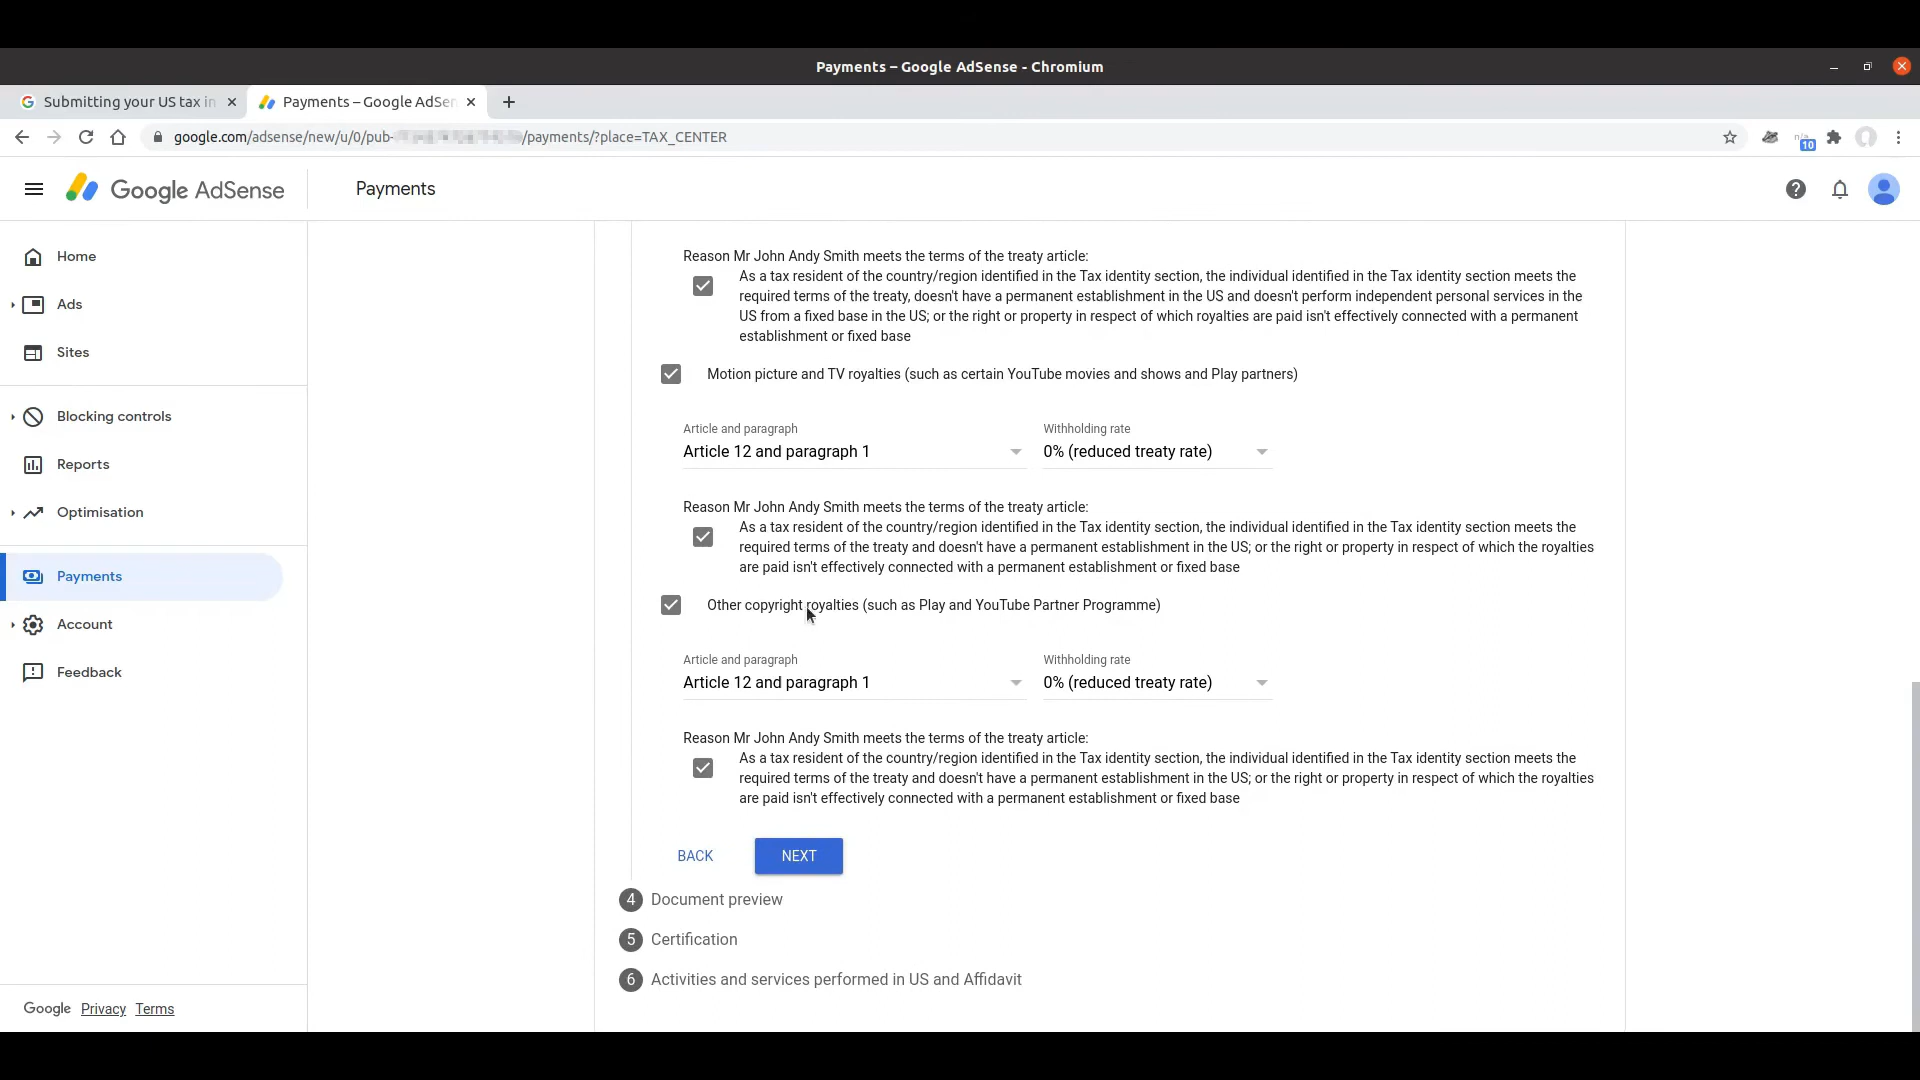 Payments – Google AdSense - Chromium
Submitting your US tax in
Payments – Google AdSen
google.com/adsense/new/u/0/pub-
/payments/?place=TAX_CENTER
10
Google AdSense
Payments
Home
Ads
Sites
Blocking controls
Reports
Optimisation
Payments
Account
Feedback
Google Privacy Terms
Reason Mr John Andy Smith meets the terms of the treaty article:
As a tax resident of the country/region identified in the Tax identity section, the individual identified in the Tax identity section meets the
required terms of the treaty, doesn't have a permanent establishment in the US and doesn't perform independent personal services in the
US from a fixed base in the US; or the right or property in respect of which royalties are paid isn't effectively connected with a permanent
establishment or fixed base
Motion picture and TV royalties (such as certain YouTube movies and shows and Play partners)
Article and paragraph
Article 12 and paragraph 1
Withholding rate
0% (reduced treaty rate)
Reason Mr John Andy Smith meets the terms of the treaty article:
As a tax resident of the country/region identified in the Tax identity section, the individual identified in the Tax identity section meets the
required terms of the treaty and doesn't have a permanent establishment in the US; or the right or property in respect of which the royalties
are paid isn't effectively connected with a permanent establishment or fixed base
Other copyright royalties (such as Play and YouTube Partner Programme)
Article and paragraph
Article 12 and paragraph 1
Withholding rate
0% (reduced treaty rate)
Reason Mr John Andy Smith meets the terms of the treaty article:
As a tax resident of the country/region identified in the Tax identity section, the individual identified in the Tax identity section meets the
required terms of the treaty and doesn't have a permanent establishment in the US; or the right or property in respect of which the royalties
are paid isn't effectively connected with a permanent establishment or fixed base
BACK
NEXT
4 Document preview
5 Certification
6 Activities and services performed in US and Affidavit